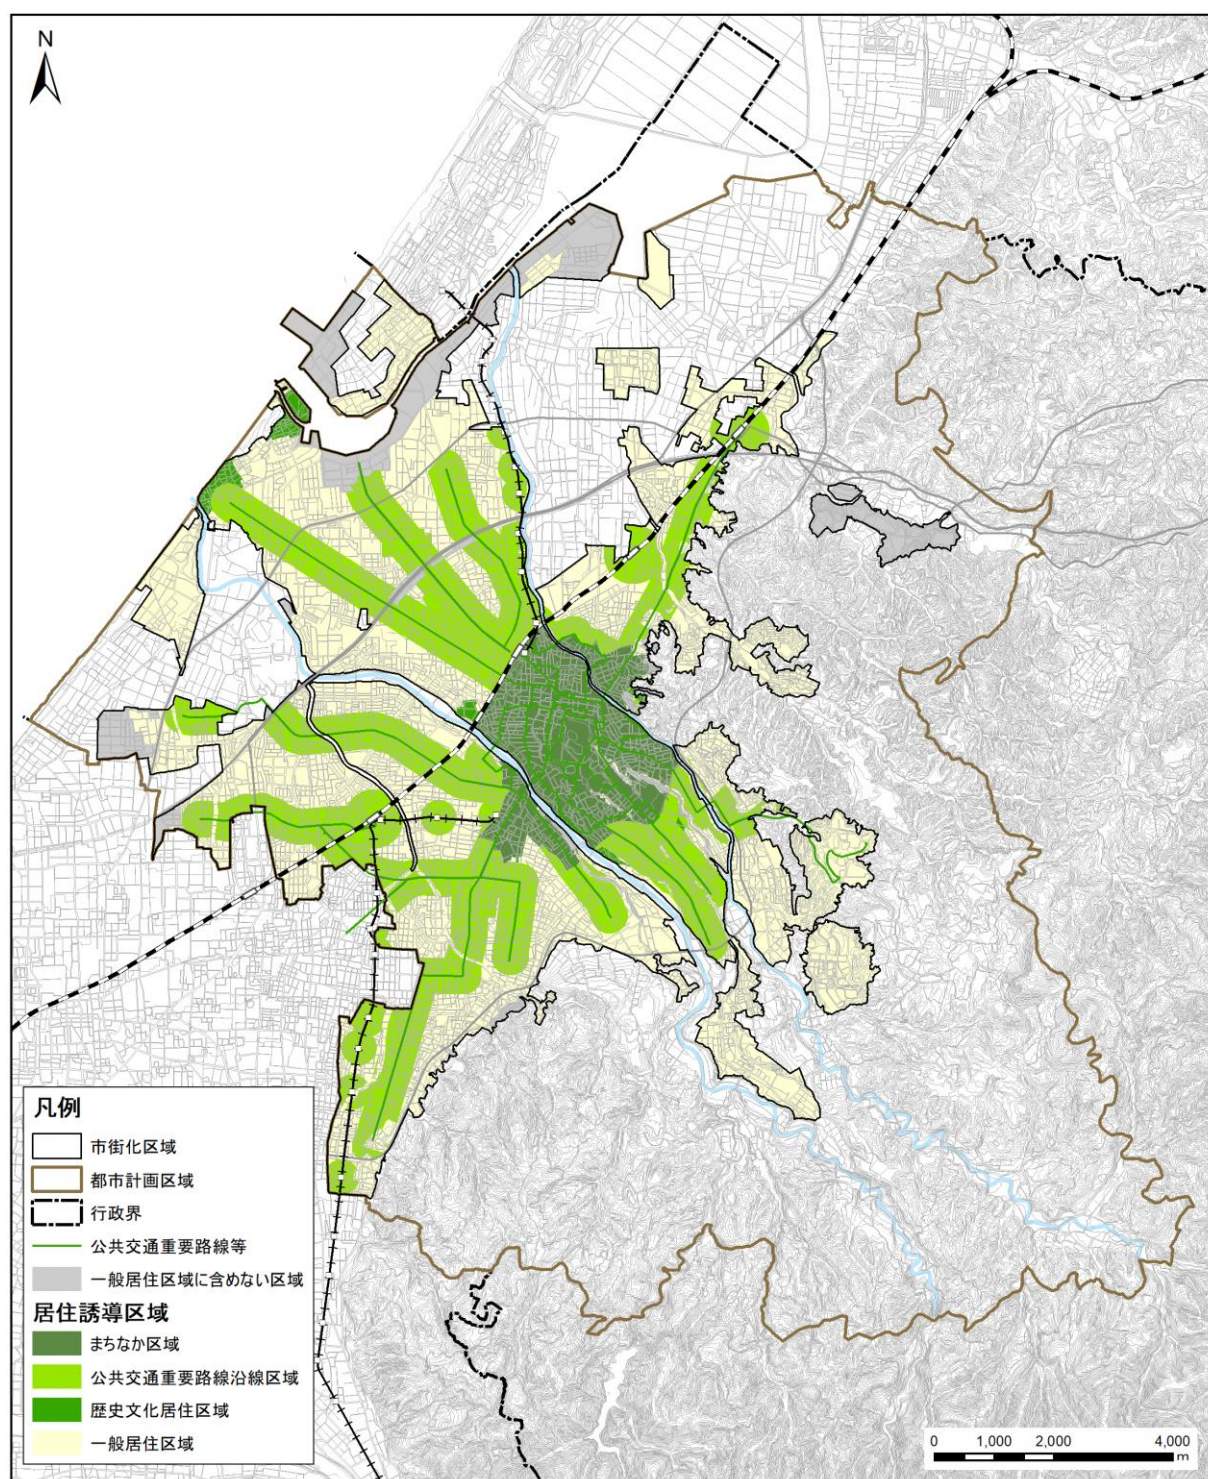 N
凡例
市街化区域
都市計画区域
行政界
公共交通重要路線等
一般居住区域に含めない区域
居住誘導区域
まちなか区域
公共交通重要路線沿線区域
歴史文化居住区域
一般居住区域
0 1,000 2,000 4,000
m